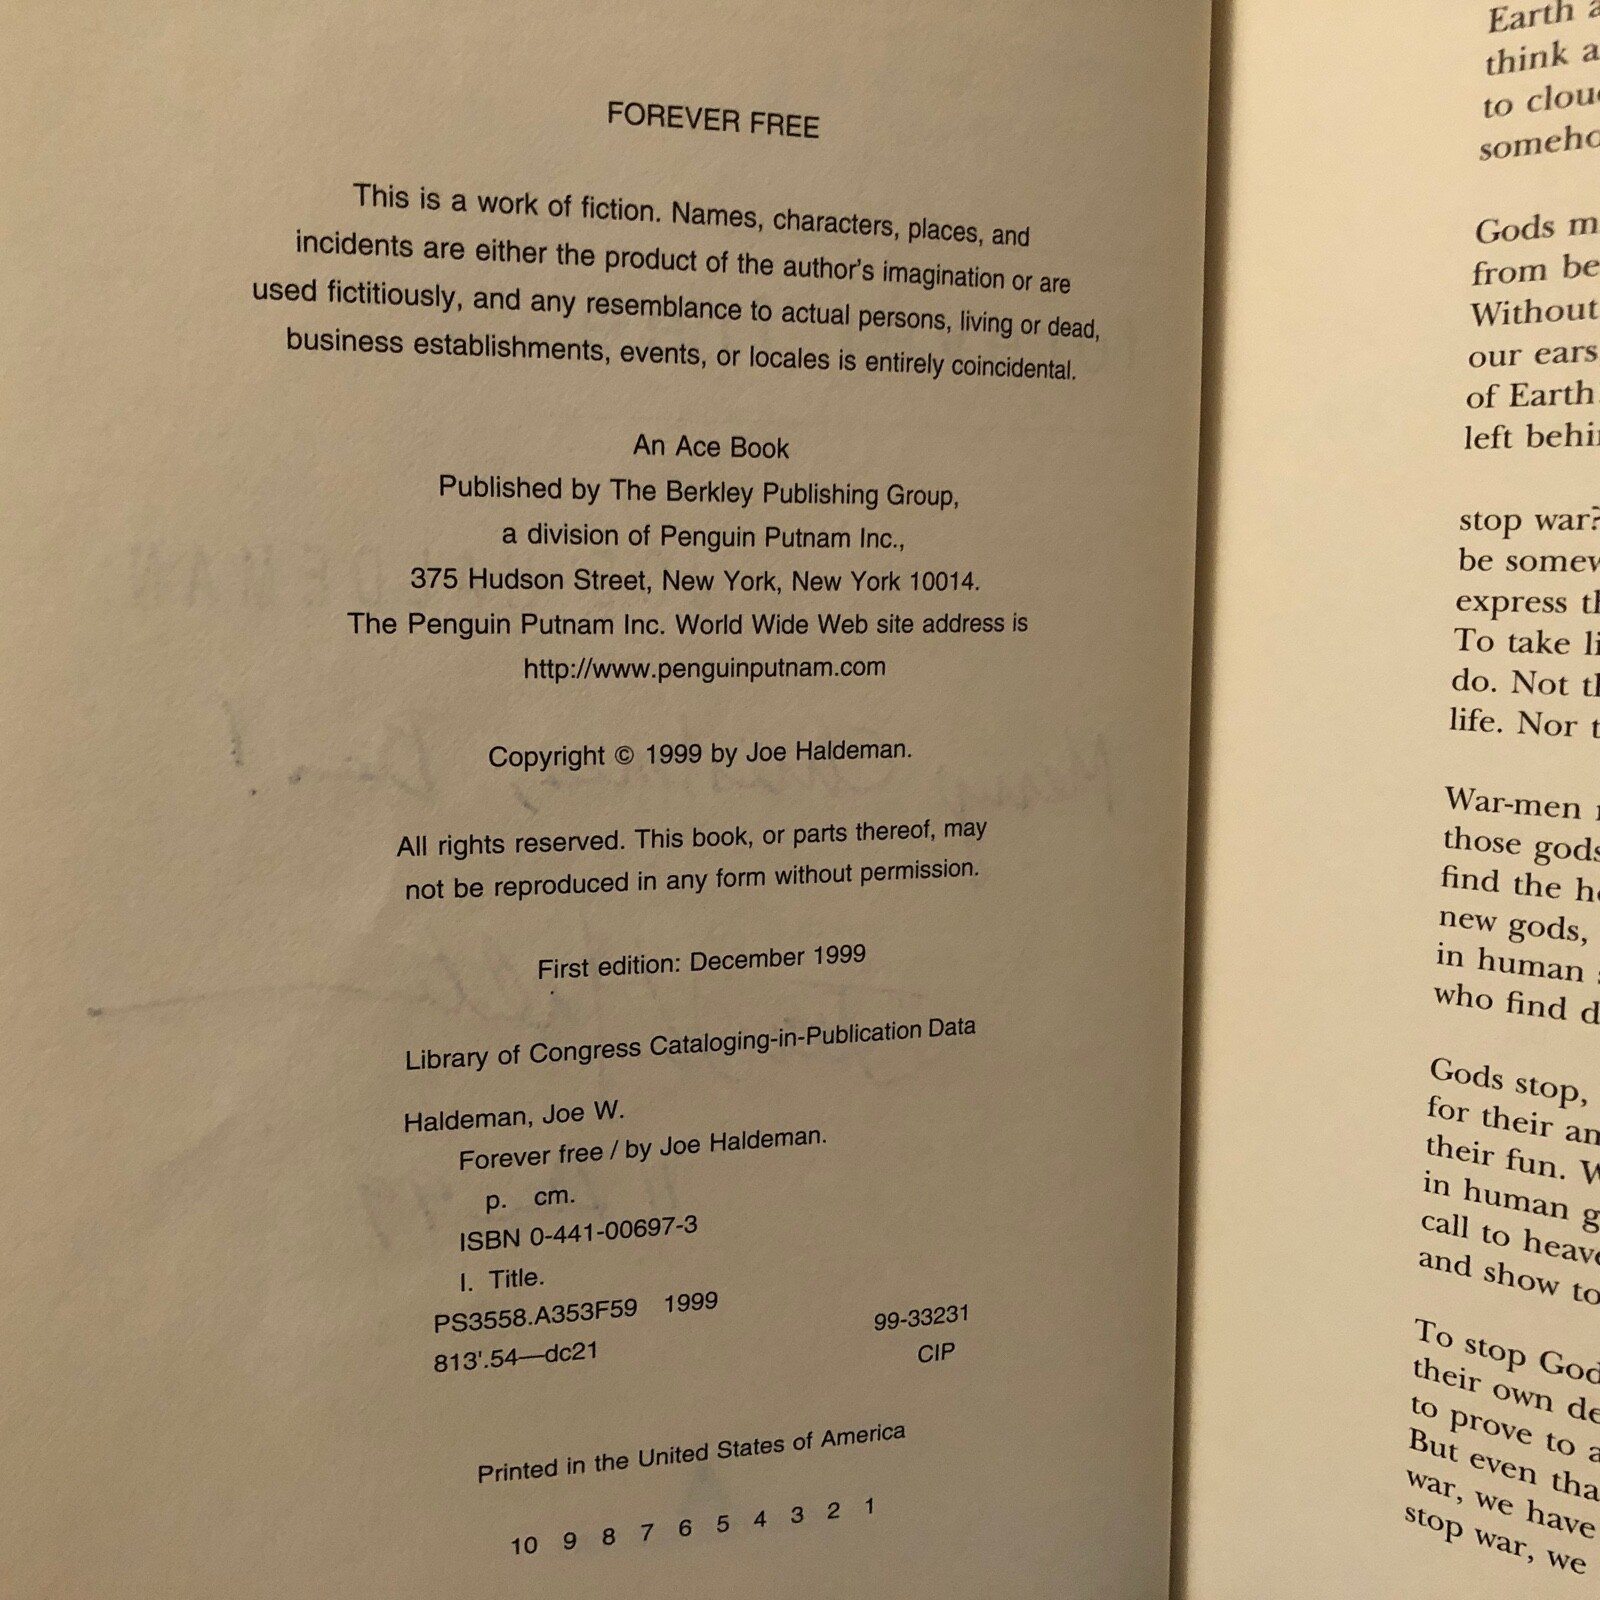 FOREVER FREE
This is a work of fiction. Names, characters, places, and
incidents are either the product of the author's imagination or are
used fictitiously, and any resemblance to actual persons, living or dead,
business establishments, events, or locales is entirely coincidental.
An Ace Book
Published by The Berkley Publishing Group,
a division of Penguin Putnam Inc.,
375 Hudson Street, New York, New York 10014.
The Penguin Putnam Inc. World Wide Web site address is
http://www.penguinputnam.com
Copyright © 1999 by Joe Haldeman.
All rights reserved. This book, or parts thereof, may
not be reproduced in any form without permission.
First edition: December 1999
Library of Congress Cataloging-in-Publication Data
Haldeman, Joe W.
Forever free / by Joe Haldeman.
p. cm.
ISBN 0-441-00697-3
I. Title.
PS3558.A353F59 1999 99-33231
813'.54—dc21 CIP
Printed in the United States of America
10 9 8 7 6 5 4 3 2 1
Earth
think a
to
Gods
from
Without
our ears,
of Earth.
left
stop war?
be
express
To take
do. Not
life. Nor
War-men
those gods
find the
new gods,
in human
who find
Gods stop,
for their
their fun.
in human
call to
and show to
To stop
their own
to prove to
But even
war, we have
stop war, we